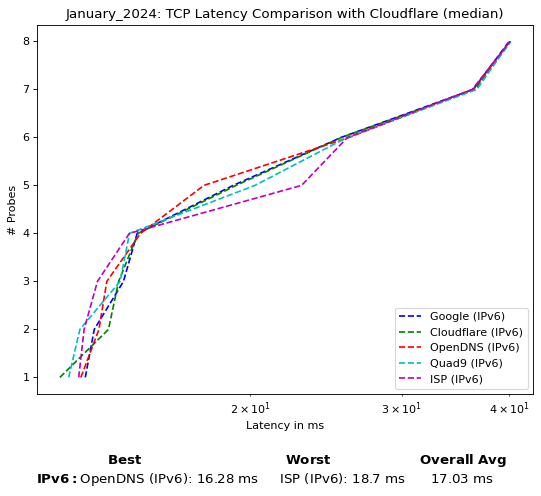 January_2024: TCP Latency Comparison with Cloudflare (median)
8
7
6
5
4
3
2
1
# Probes
Google (IPv6)
Cloudflare (IPv6)
OpenDNS (IPv6)
Quad9 (IPv6)
ISP (IPv6)
2 × 10¹ 3 × 10¹ 4 × 10¹
Latency in ms
Best Worst Overall Avg
IPv6: OpenDNS (IPv6): 16.28 ms ISP (IPv6): 18.7 ms 17.03 ms